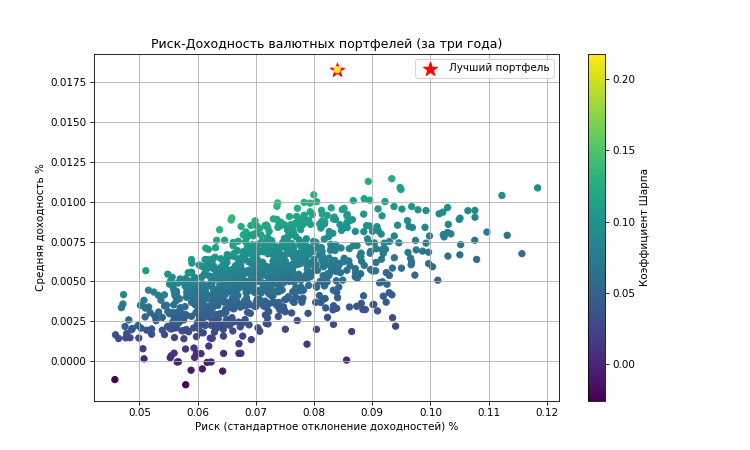 Риск-Доходность валютных портфелей (за три года)
Лучший портфель
0.0175
0.0150
0.0125
0.0100
0.0075
0.0050
0.0025
0.0000
Средняя доходность %
0.05 0.06 0.07 0.08 0.09 0.10 0.11 0.12
Риск (стандартное отклонение доходностей) %
0.20
0.15
0.10
0.05
0.00
Коэффициент Шарпа